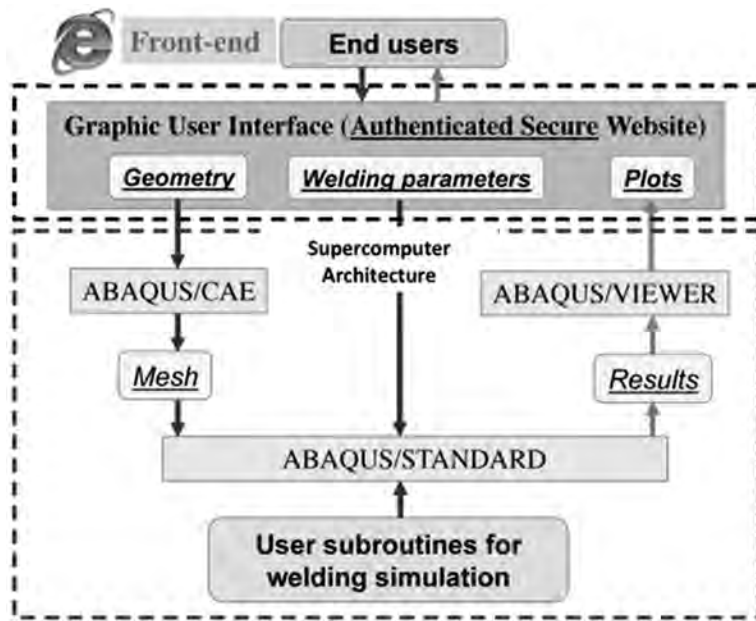 Front-end
End users
Graphic User Interface (Authenticated Secure Website)
Geometry
Welding parameters
Plots
Supercomputer
Architecture
ABAQUS/CAE
ABAQUS/VIEWER
Mesh
Results
ABAQUS/STANDARD
User subroutines for
welding simulation